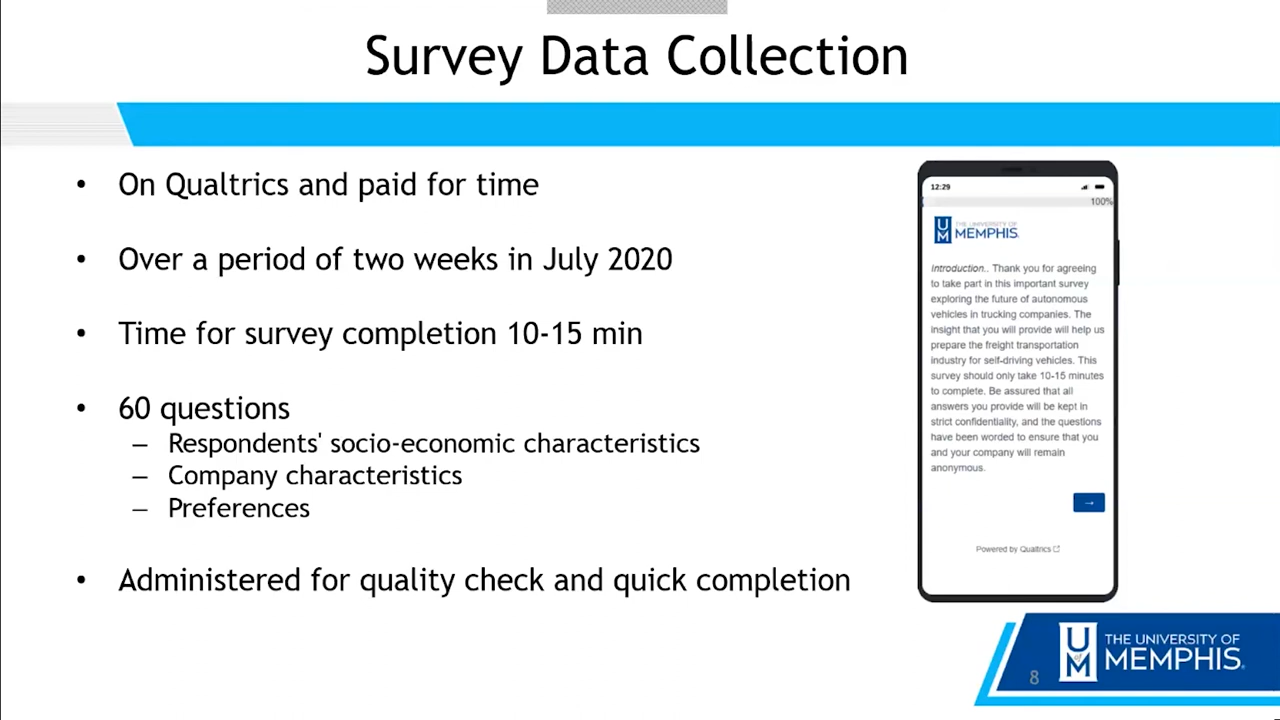 Survey Data Collection
• On Qualtrics and paid for time
• Over a period of two weeks in July 2020
• Time for survey completion 10-15 min
• 60 questions
– Respondents' socio-economic characteristics
– Company characteristics
– Preferences
• Administered for quality check and quick completion
12:29
100%
UM THE UNIVERSITY OF
MEMPHIS.
Introduction.. Thank you for agreeing
to take part in this important survey
exploring the future of autonomous
vehicles in trucking companies. The
insight that you will provide will help us
prepare the freight transportation
industry for self-driving vehicles. This
survey should only take 10-15 minutes
to complete. Be assured that all
answers you provide will be kept in
strict confidentiality, and the questions
have been worded to ensure that you
and your company will remain
anonymous.
→
Powered by Qualtrics
8
U of M THE UNIVERSITY OF
MEMPHIS.